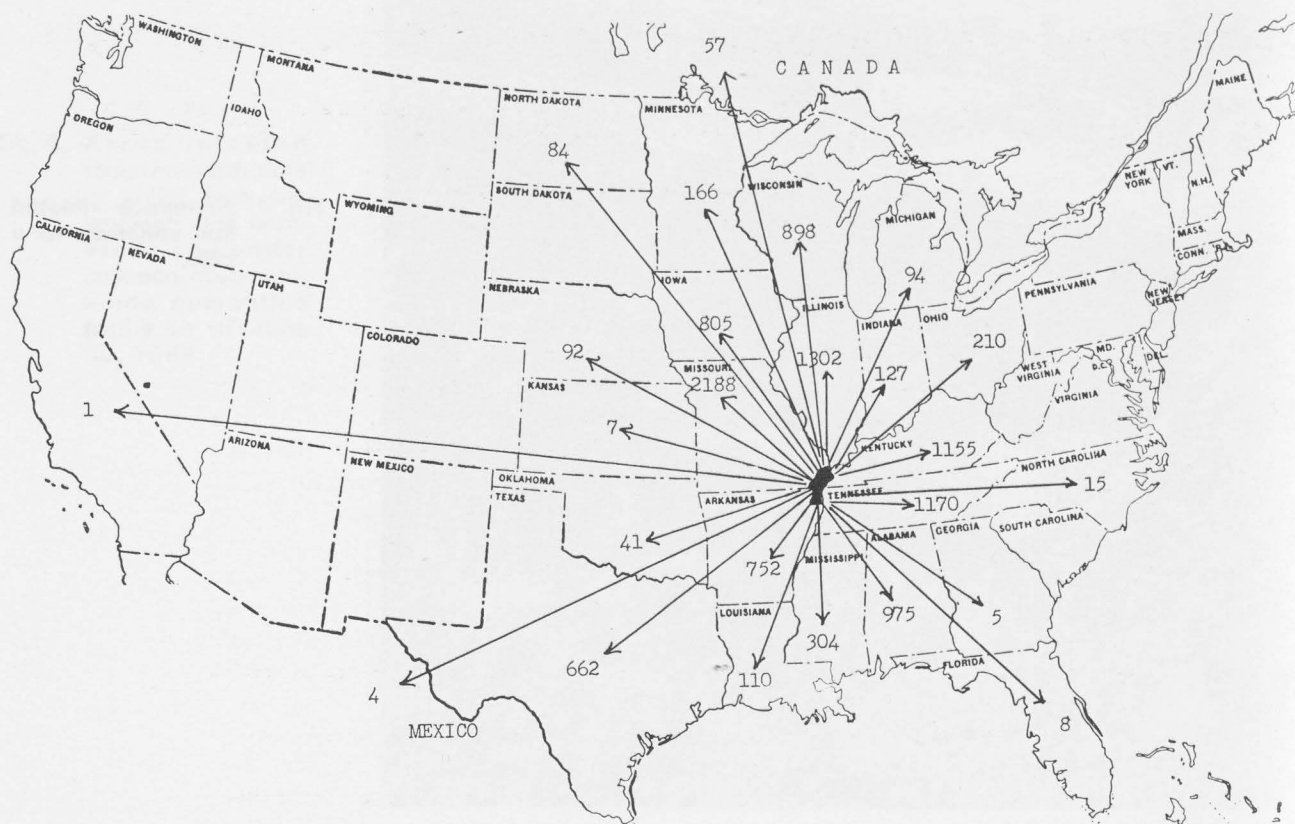 57
CANADA
WASHINGTON
MONTANA
NORTH DAKOTA
MINNESOTA
MAINE
IDAHO
OREGON
84
NEW YORK
VT.
N.H.
SOUTH DAKOTA
WISCONSIN
166
WYOMING
MICHIGAN
898
MASS.
CALIFORNIA
NEVADA
CONN.
R.I.
UTAH
IOWA
94
NEBRASKA
PENNSYLVANIA
NEW JERSEY
ILLINOIS
INDIANA
OHIO
COLORADO
805
210
92
1302
MD.
DEL.
MISSOURI
WEST VIRGINIA
D.C.
KANSAS
2188
127
VIRGINIA
1
7
KENTUCKY
1155
ARIZONA
NEW MEXICO
NORTH CAROLINA
OKLAHOMA
15
TEXAS
ARKANSAS
TENNESSEE
1170
SOUTH CAROLINA
GEORGIA
ALABAMA
41
752
MISSISSIPPI
LOUISIANA
975
5
304
662
110
FLORIDA
4
8
MEXICO